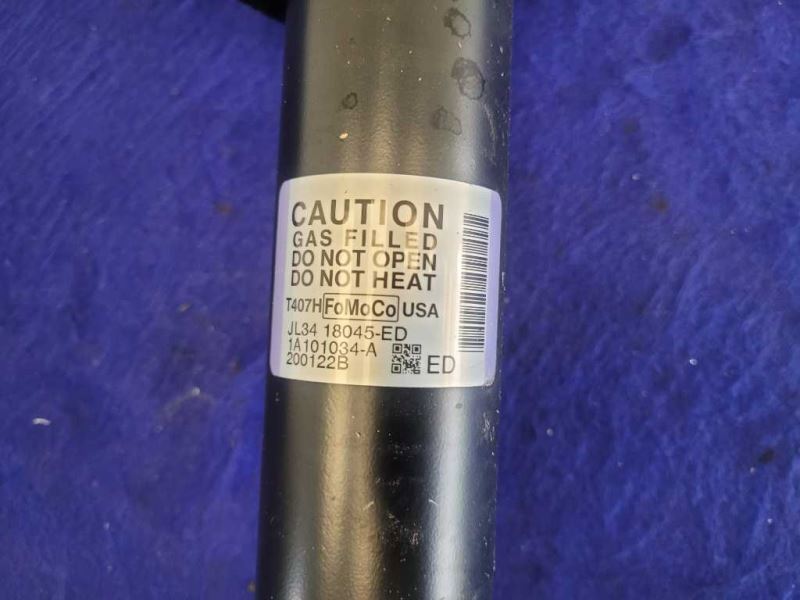 CAUTION
GAS FILLED
DO NOT OPEN
DO NOT HEAT
T407H FoMoCo USA
JL34 18045-ED
1A101034-A
200122B ED